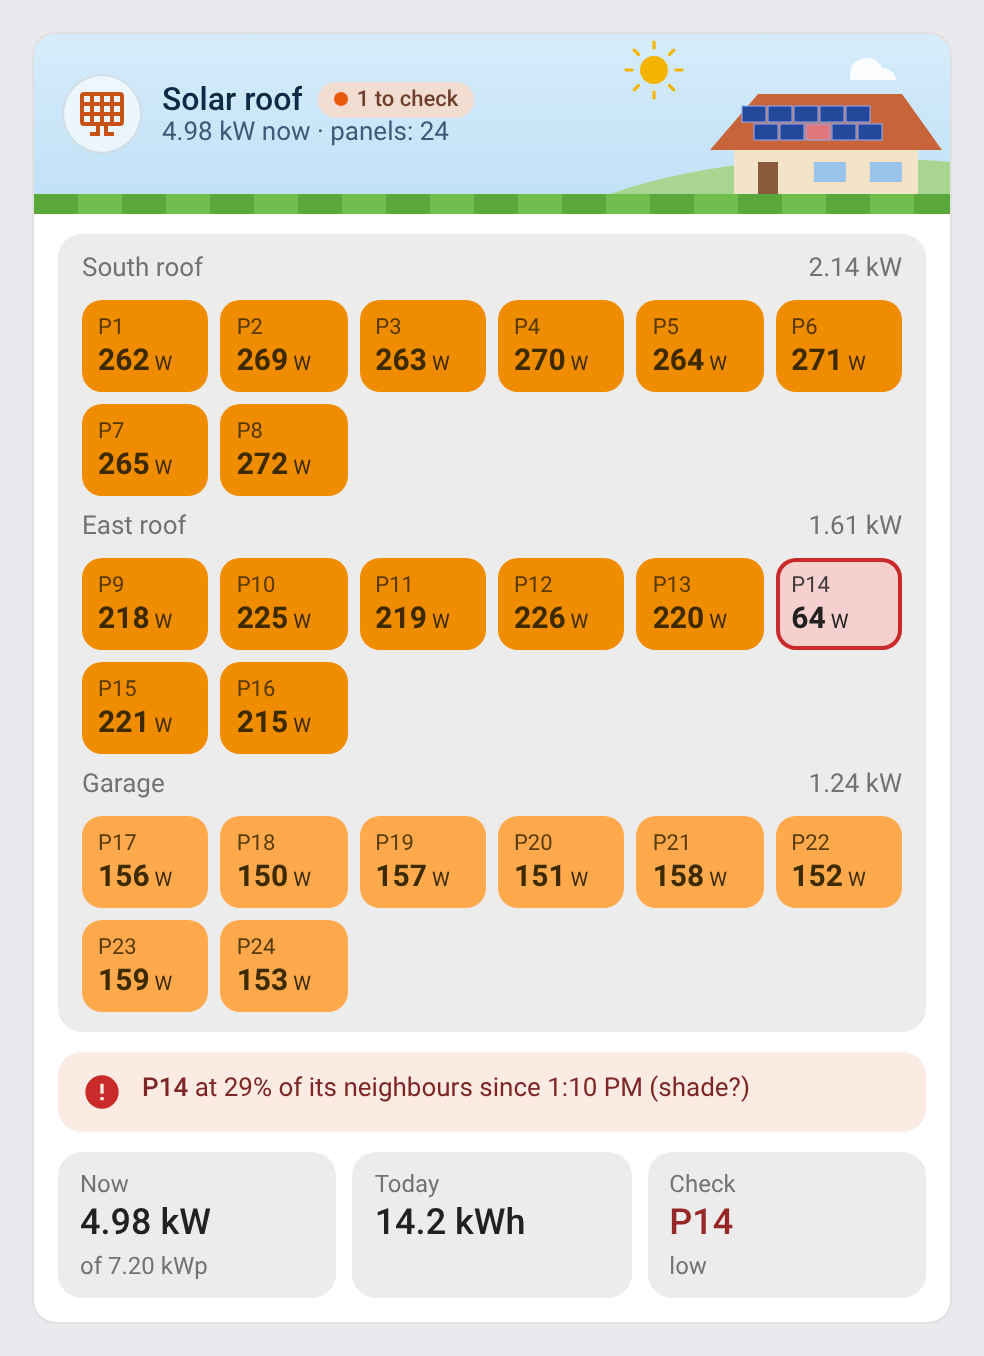 Solar roof 1 to check
4.98 kW now · panels: 24
South roof 2.14 kW
P1 P2 P3 P4 P5 P6
262 W 269 W 263 W 270 W 264 W 271 W
P7 P8
265 W 272 W
East roof 1.61 kW
P9 P10 P11 P12 P13 P14
218 W 225 W 219 W 226 W 220 W 64 W
P15 P16
221 W 215 W
Garage 1.24 kW
P17 P18 P19 P20 P21 P22
156 W 150 W 157 W 151 W 158 W 152 W
P23 P24
159 W 153 W
P14 at 29% of its neighbours since 1:10 PM (shade?)
Now Today Check
4.98 kW 14.2 kWh P14
of 7.20 kWp low